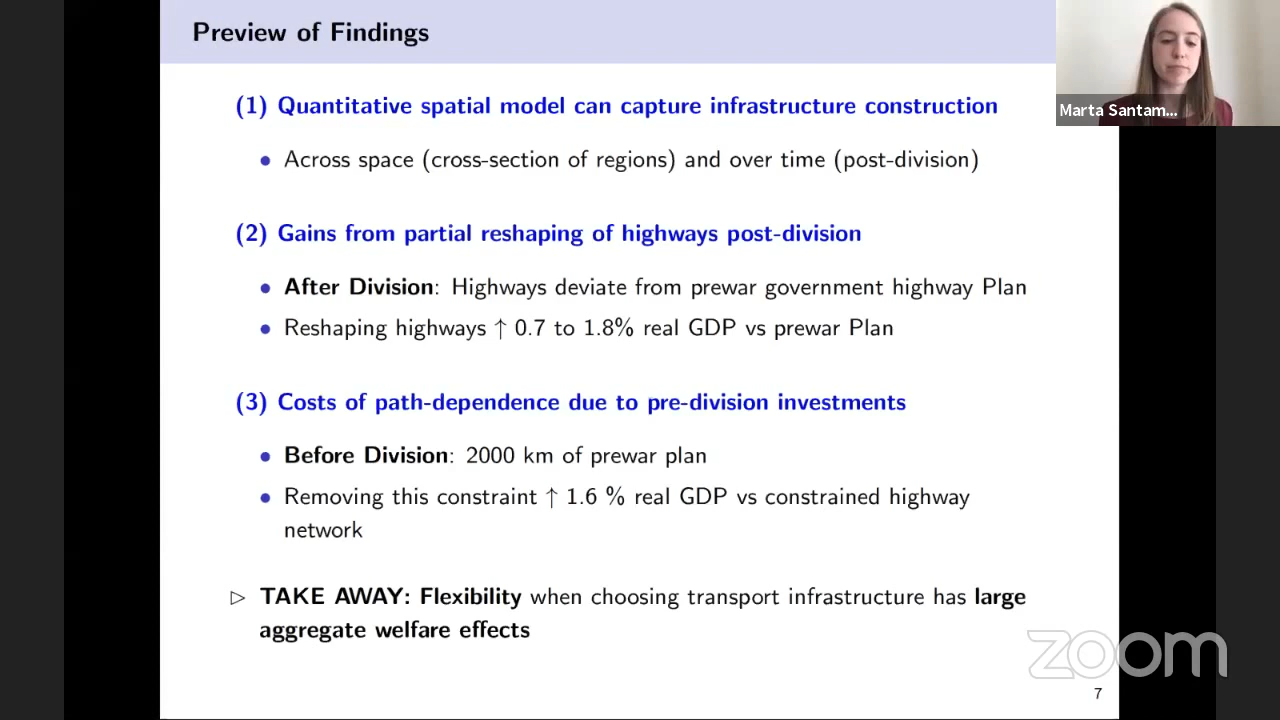 Preview of Findings
Marta Santam...
(1) Quantitative spatial model can capture infrastructure construction
• Across space (cross-section of regions) and over time (post-division)
(2) Gains from partial reshaping of highways post-division
• After Division: Highways deviate from prewar government highway Plan
• Reshaping highways ↑ 0.7 to 1.8% real GDP vs prewar Plan
(3) Costs of path-dependence due to pre-division investments
• Before Division: 2000 km of prewar plan
• Removing this constraint ↑ 1.6 % real GDP vs constrained highway
network
▷ TAKE AWAY: Flexibility when choosing transport infrastructure has large
aggregate welfare effects
zoom
7